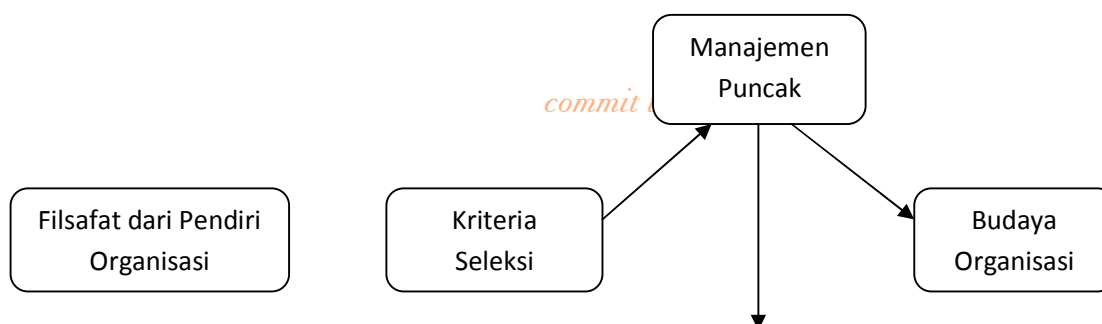 Manajemen
Puncak
commit
Filsafat dari Pendiri
Organisasi
Kriteria
Seleksi
Budaya
Organisasi